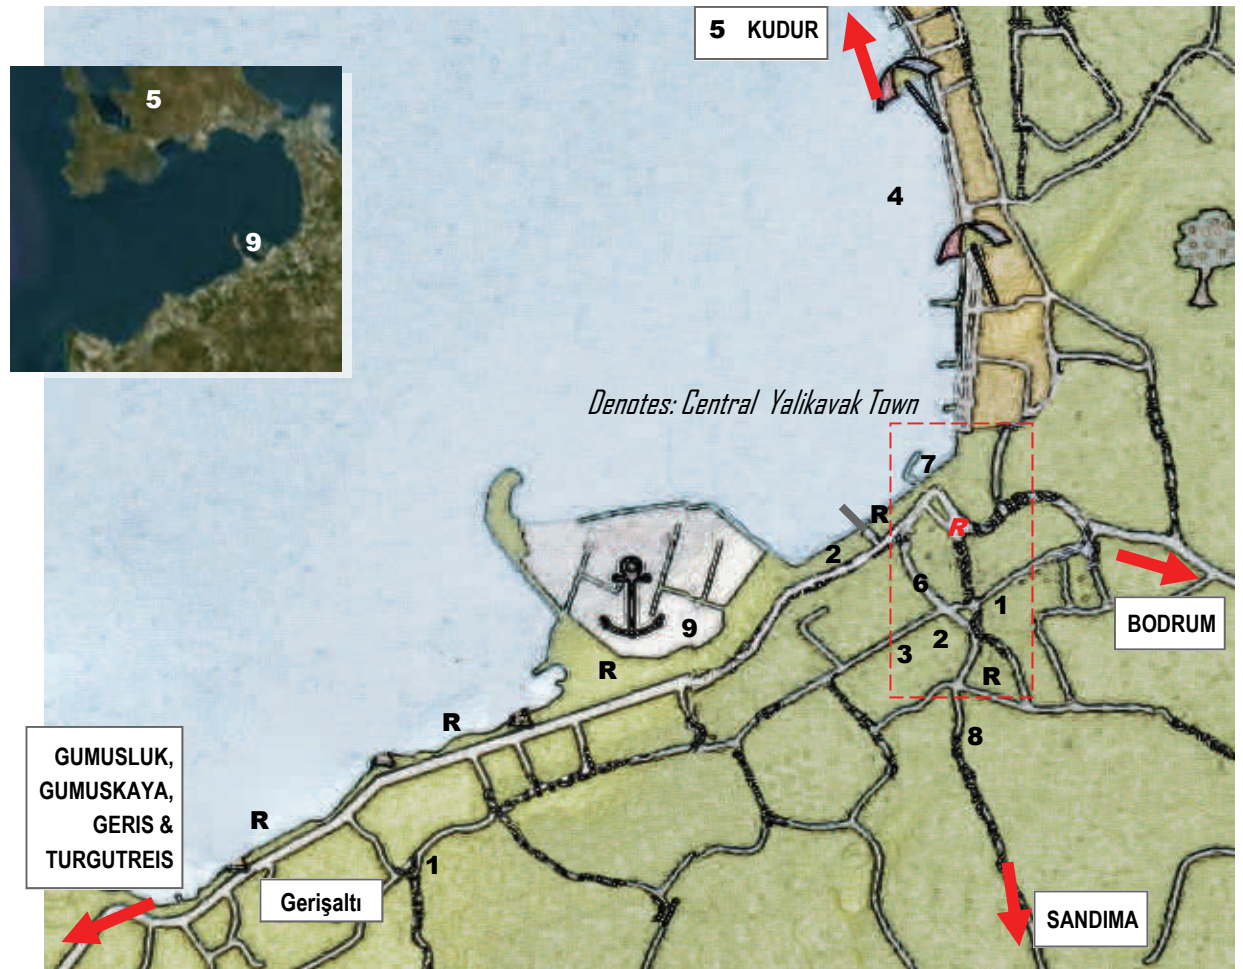 5 KUDUR
5
9
4
Denotes: Central Yalikavak Town
7
R
R
2
6
1
BODRUM
9
2
3
R
R
R
8
GUMUSLUK,
GUMUSKAYA,
GERIS &
TURGUTREIS
R
1
Gerişaltı
SANDIMA